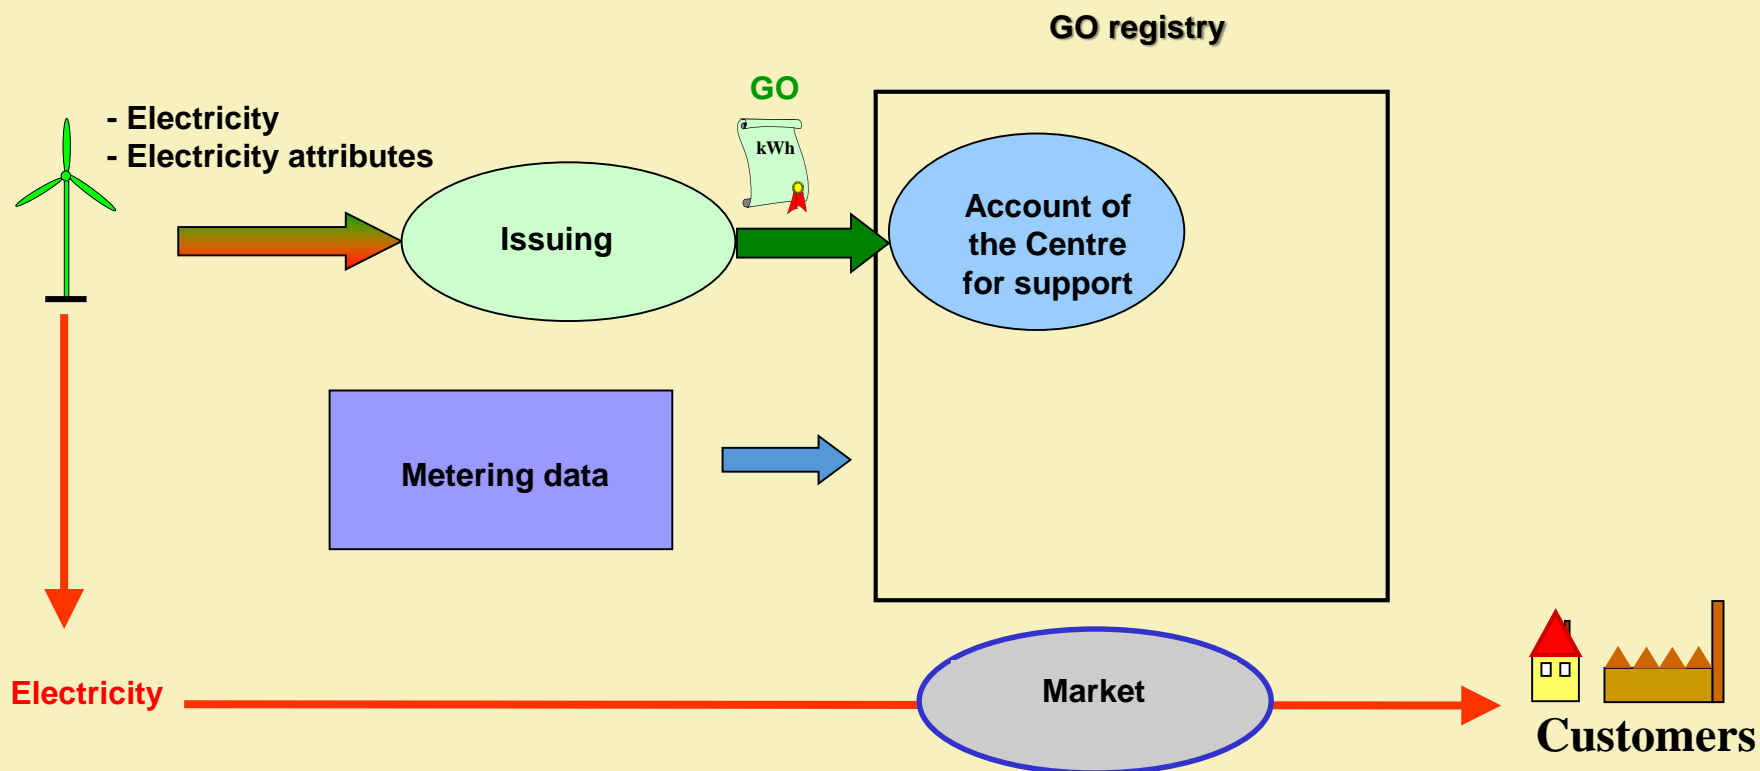 GO registry
GO
- Electricity
- Electricity attributes
kWh
Issuing
Account of
the Centre
for support
Metering data
Electricity
Market
Customers